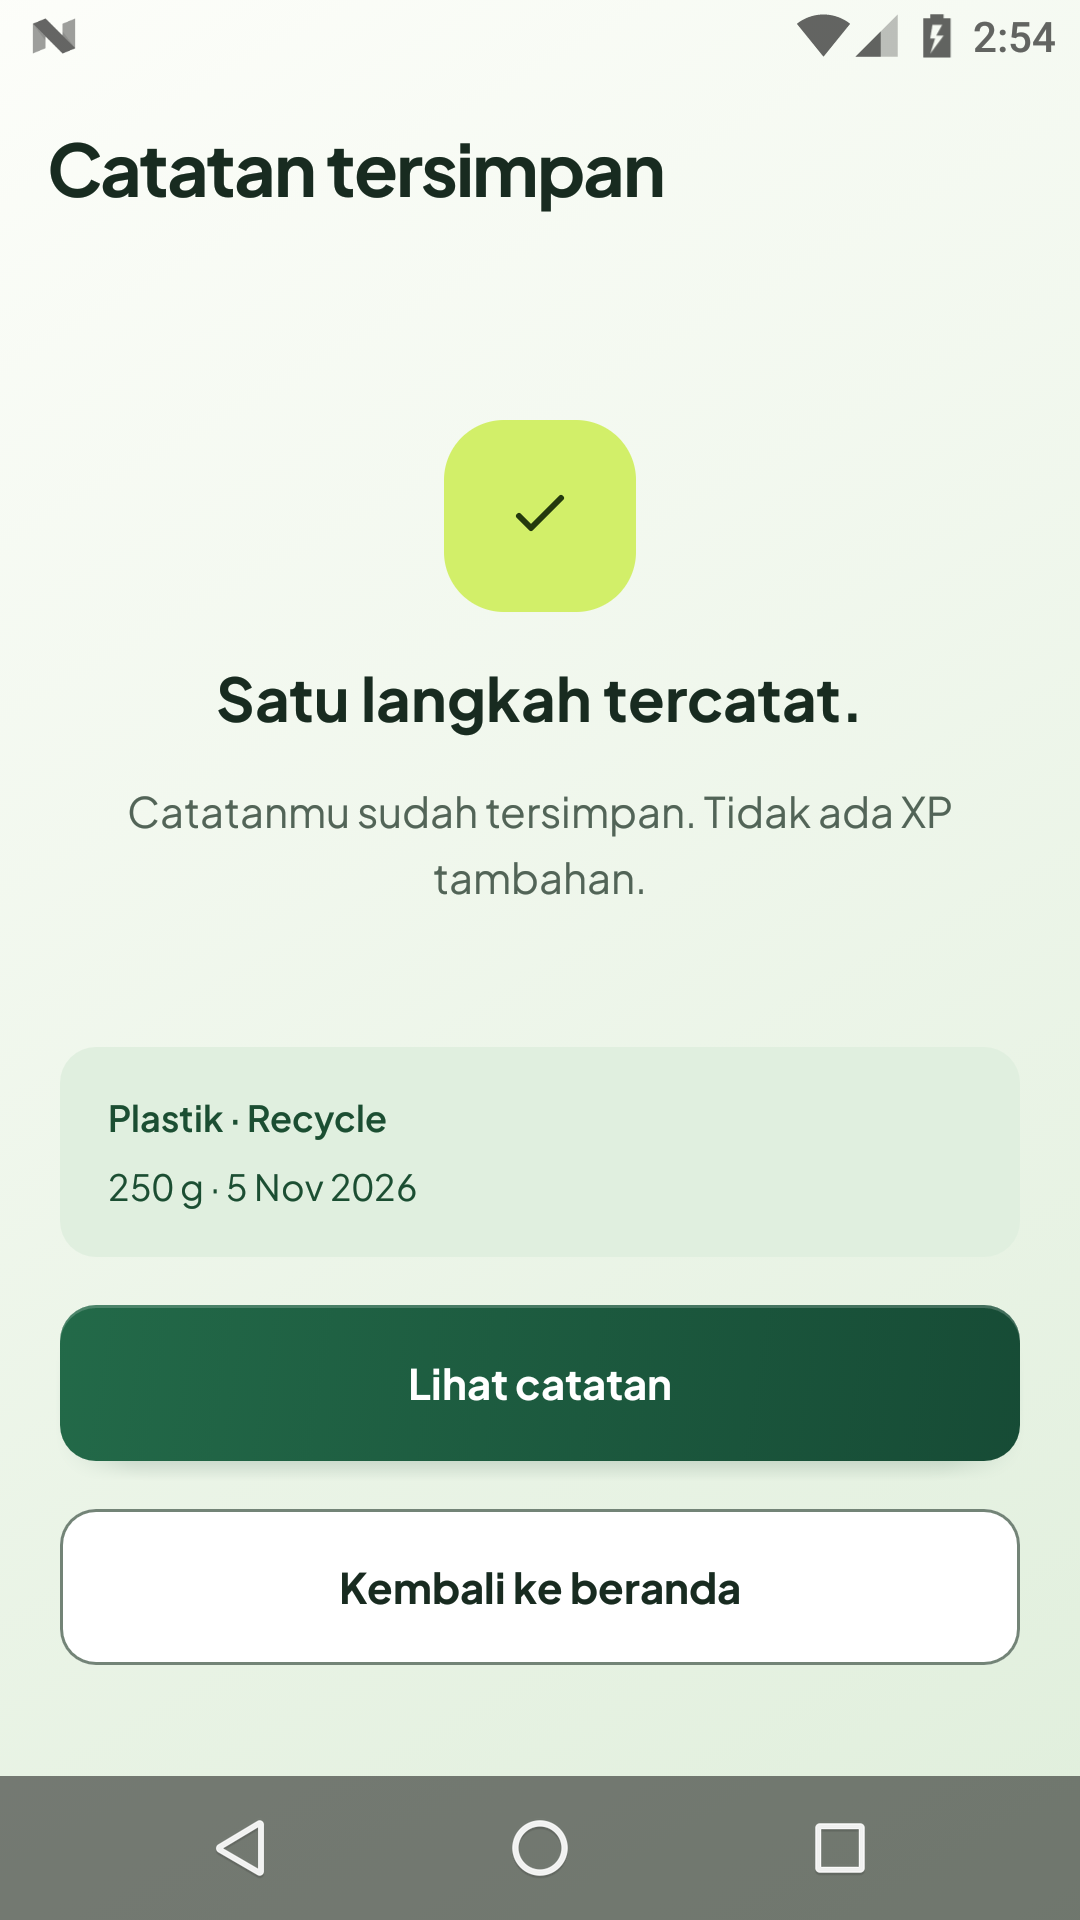 2:54
Catatan tersimpan
Satu langkah tercatat.
Catatanmu sudah tersimpan. Tidak ada XP
tambahan.
Plastik · Recycle
250 g · 5 Nov 2026
Lihat catatan
Kembali ke beranda